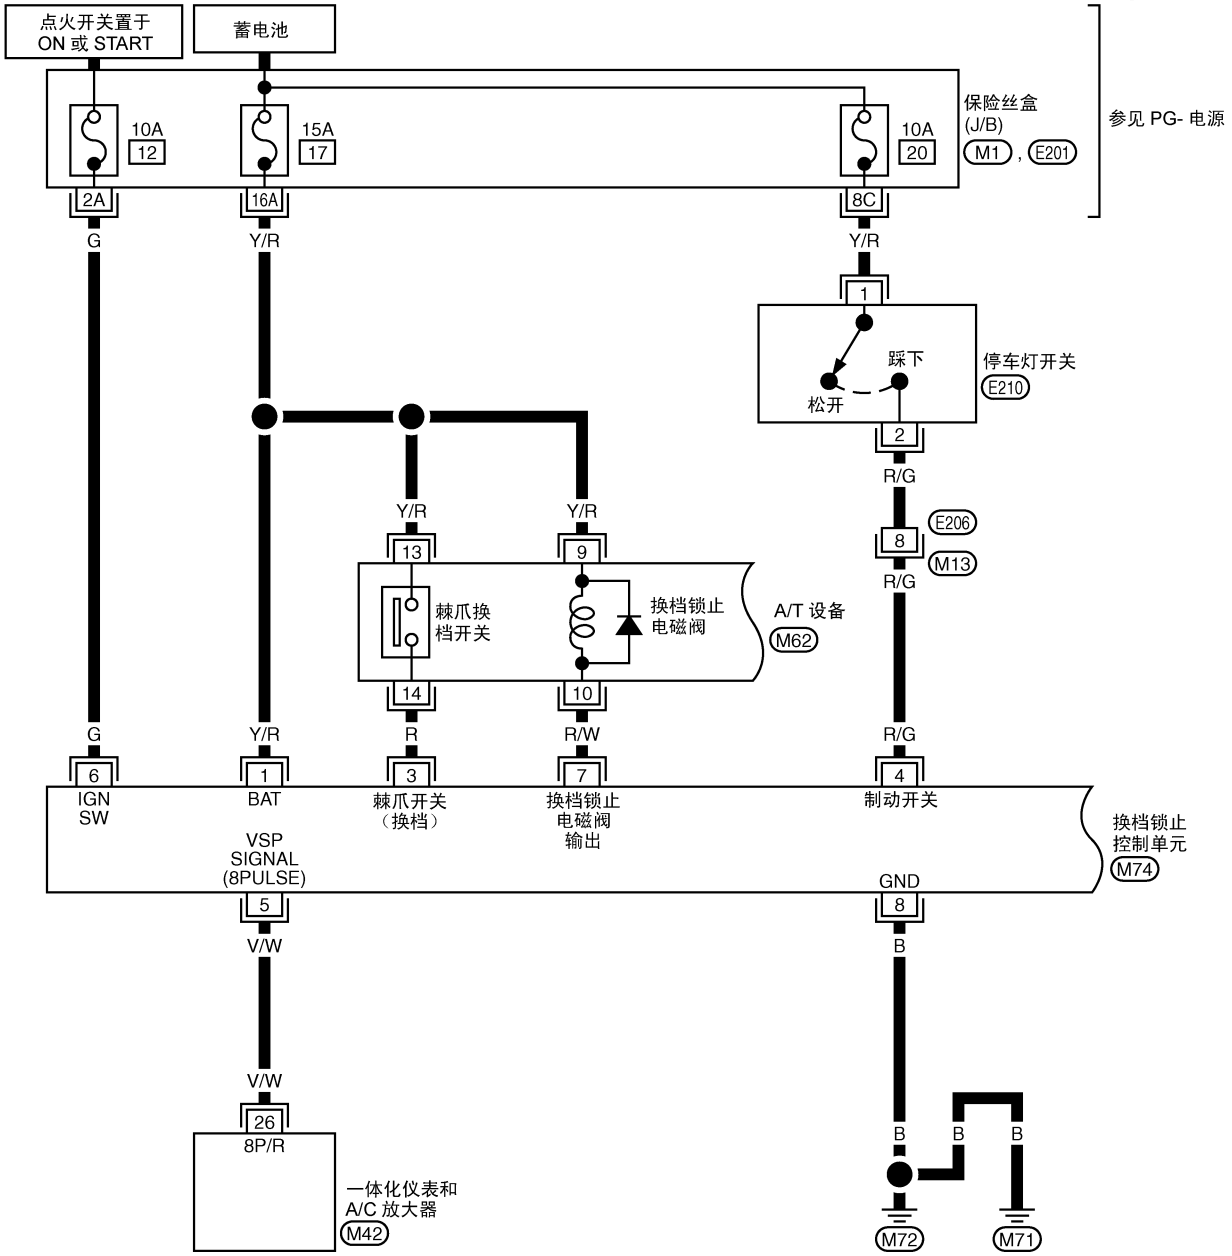 点火开关置于
ON 或 START
蓄电池
10A
12
15A
17
10A
20
保险丝盒
(J/B)
M1 , E201
参见 PG- 电源
2A
16A
8C
G
Y/R
Y/R
1
踩下
松开
停车灯开关
E210
2
R/G
E206
8
M13
R/G
Y/R
Y/R
13
9
棘爪换
档开关
换档锁止
电磁阀
A/T 设备
M62
14
10
G
Y/R
R
R/W
R/G
6
1
3
7
4
IGN
SW
BAT
棘爪开关
（换档）
换档锁止
电磁阀
输出
制动开关
换档锁止
控制单元
M74
VSP
SIGNAL
(8PULSE)
GND
5
8
V/W
B
V/W
26
8P/R
B
B
B
一体化仪表和
A/C 放大器
M42
M72
M71